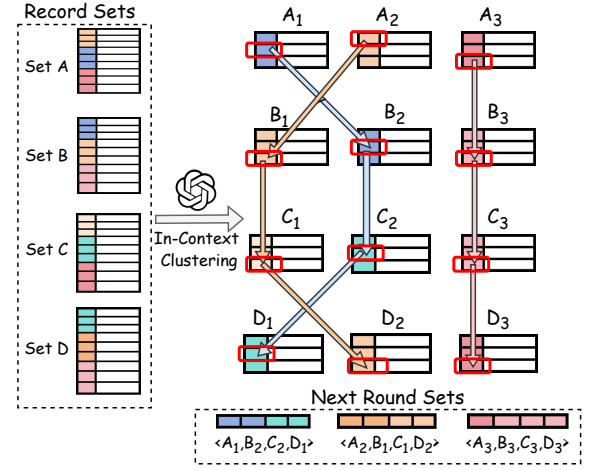 Record Sets
Set A
Set B
Set C
Set D
In-Context
Clustering
A1 A2 A3
B1 B2 B3
C1 C2 C3
D1 D2 D3
Next Round Sets
<A1,B2,C2,D1> <A2,B1,C1,D2> <A3,B3,C3,D3>